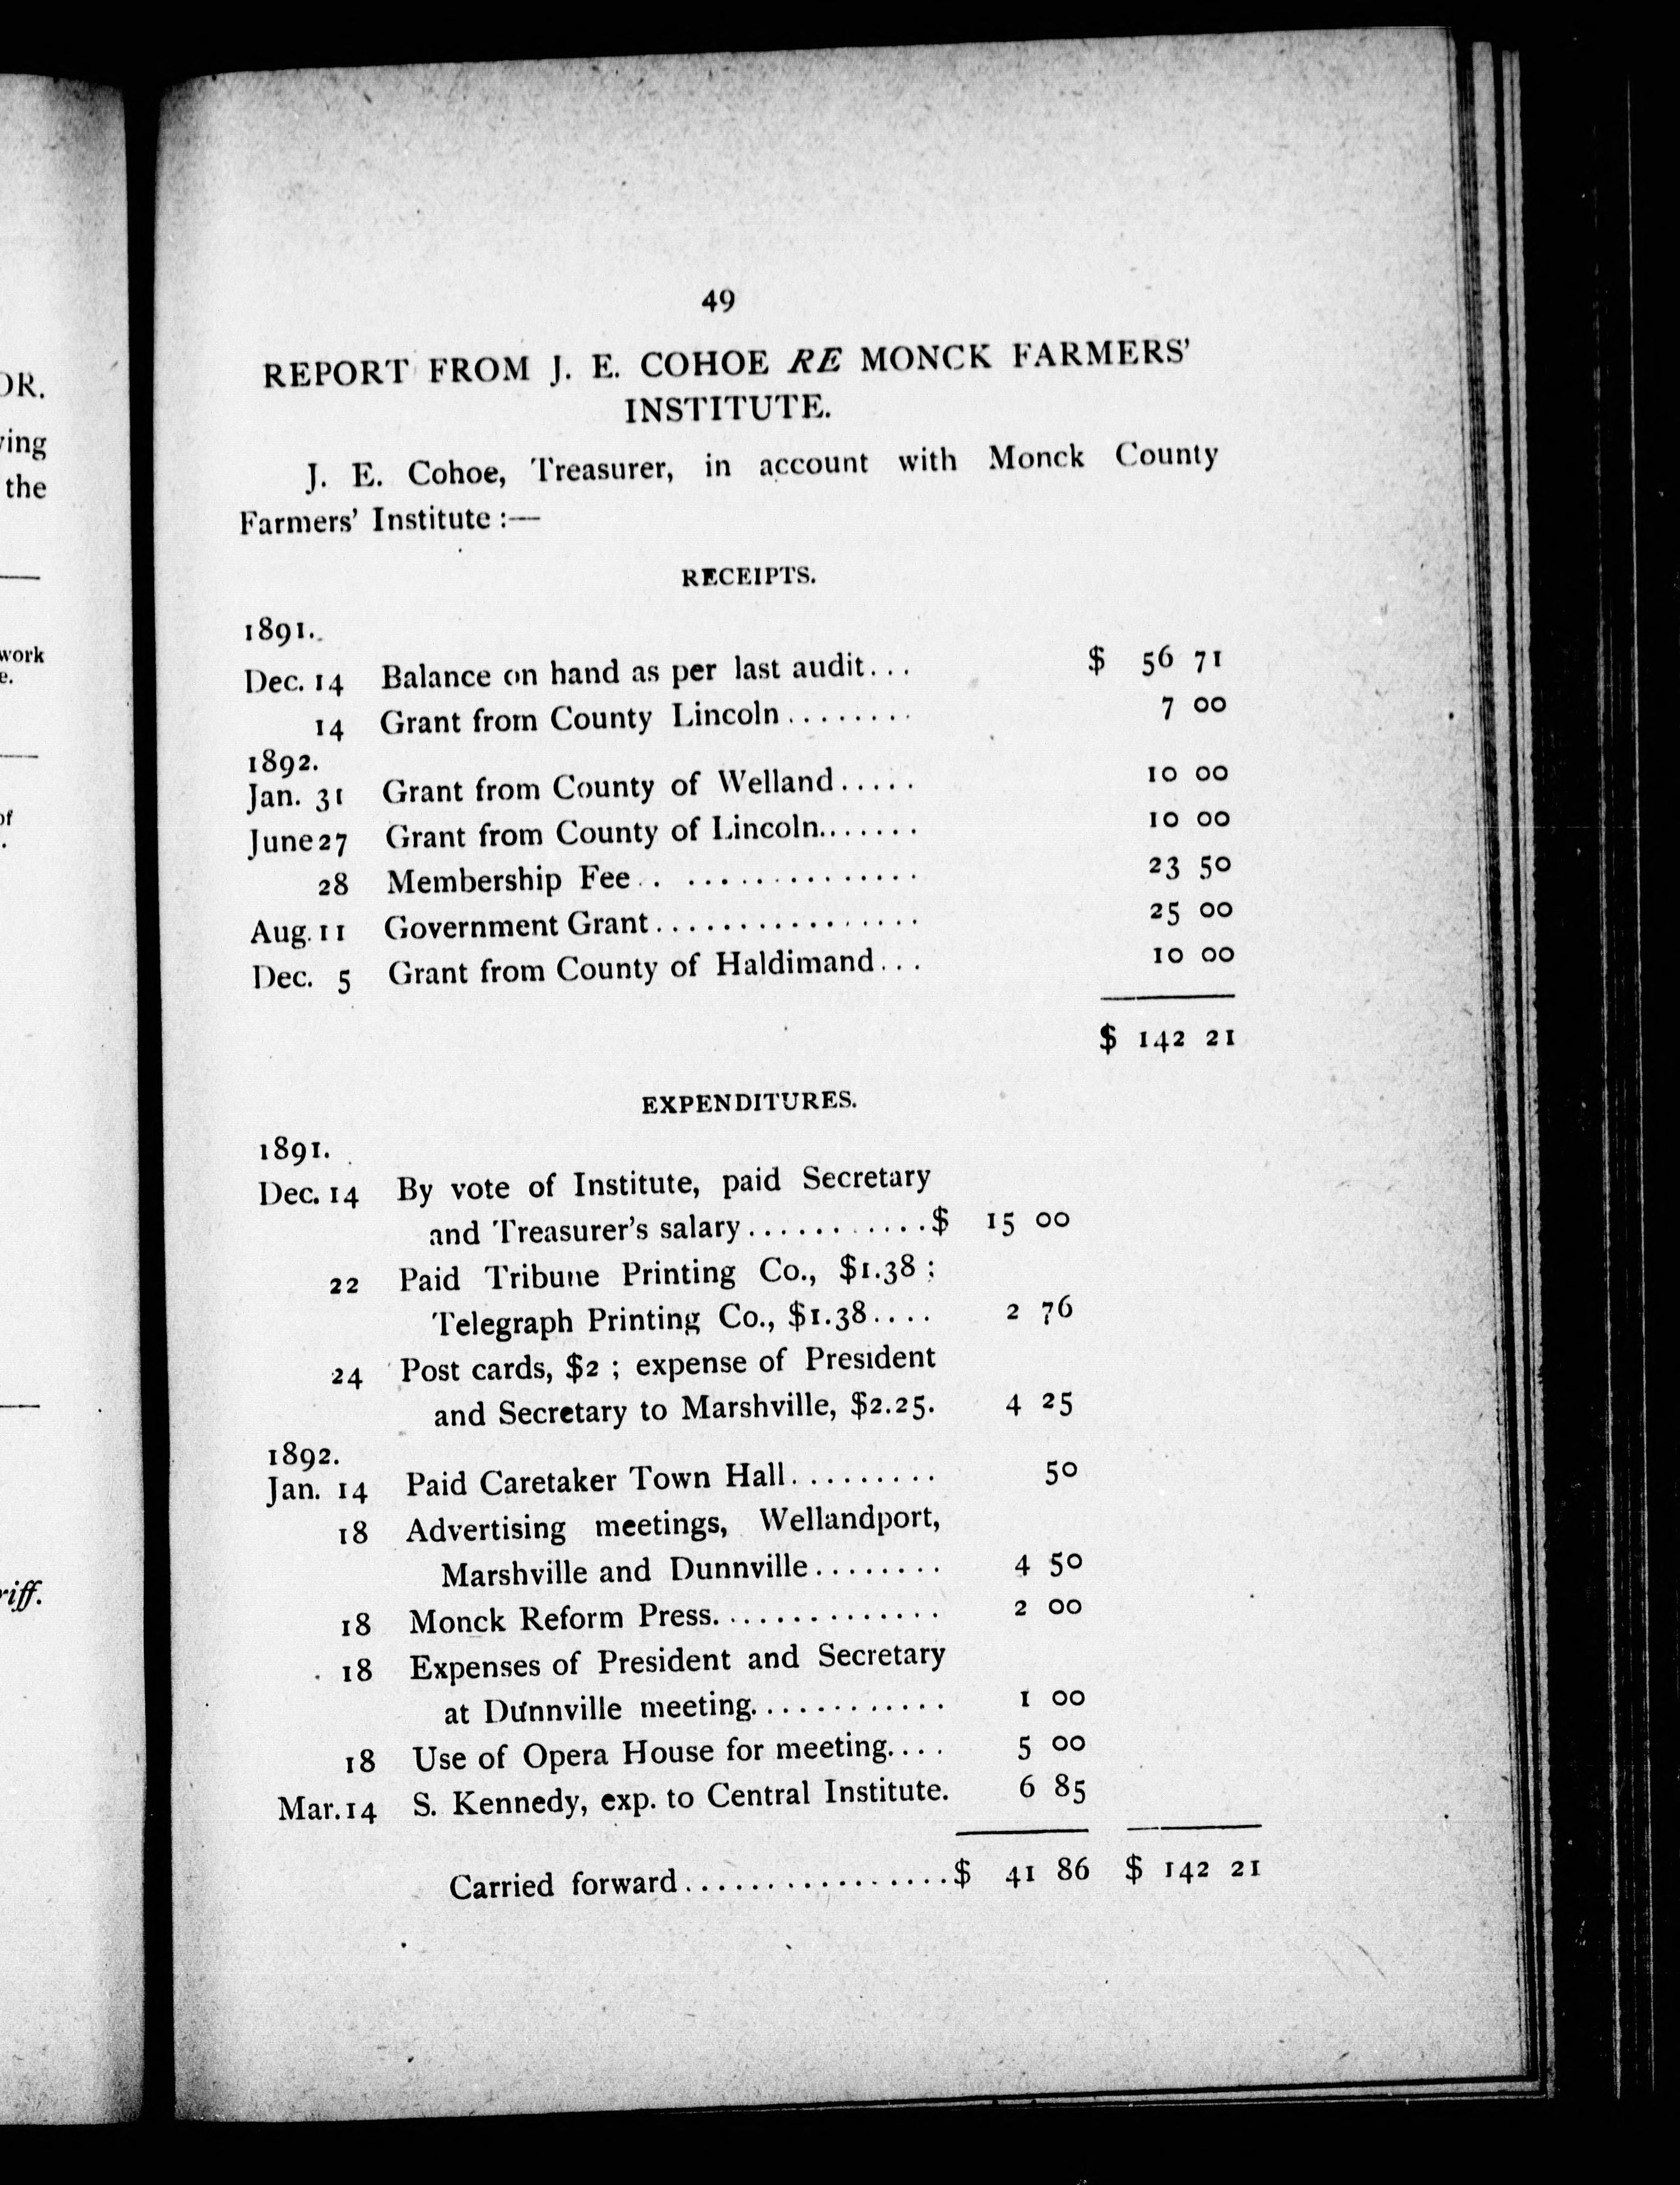 OR.
ing
the
work
e.
of
riff.
49
REPORT FROM J. E. COHOE RE MONCK FARMERS'
INSTITUTE.
J. E. Cohoe, Treasurer, in account with Monck County
Farmers' Institute :—
RECEIPTS.
1891.
Dec. 14 Balance on hand as per last audit... $ 56 71
14 Grant from County Lincoln........ 7 00
1892.
Jan. 31 Grant from County of Welland..... 10 00
June 27 Grant from County of Lincoln....... 10 00
28 Membership Fee.. .............. 23 50
Aug. 11 Government Grant................ 25 00
Dec. 5 Grant from County of Haldimand... 10 00
$ 142 21
EXPENDITURES.
1891.
Dec. 14 By vote of Institute, paid Secretary
and Treasurer's salary...........$ 15 00
22 Paid Tribune Printing Co., $1.38 ;
Telegraph Printing Co., $1.38.... 2 76
24 Post cards, $2 ; expense of President
and Secretary to Marshville, $2.25. 4 25
1892.
Jan. 14 Paid Caretaker Town Hall......... 50
18 Advertising meetings, Wellandport,
Marshville and Dunnville........ 4 50
18 Monck Reform Press.............. 2 00
18 Expenses of President and Secretary
at Dunnville meeting............ 1 00
18 Use of Opera House for meeting.... 5 00
Mar. 14 S. Kennedy, exp. to Central Institute. 6 85
Carried forward.................$ 41 86 $ 142 21